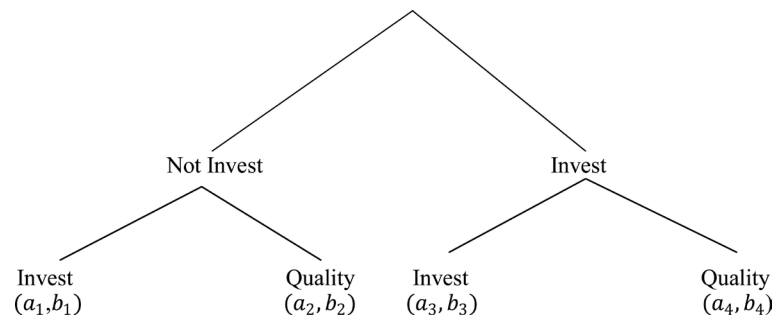 Not Invest Invest
Invest Quality Invest Quality
(a₁,b₁) (a₂, b₂) (a₃, b₃) (a₄, b₄)